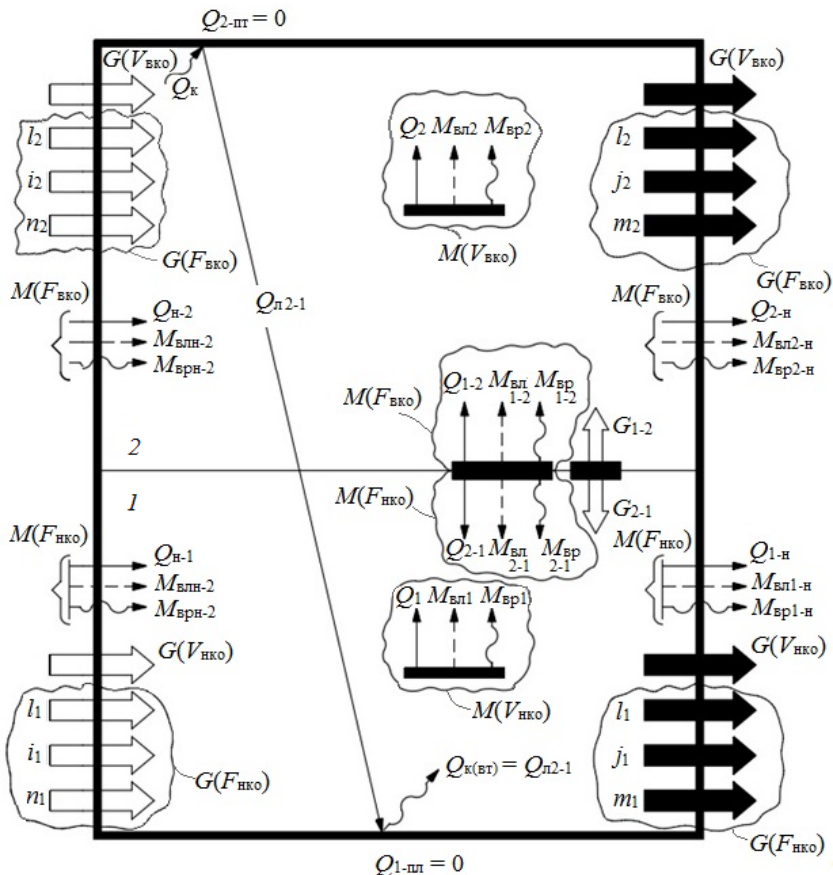 Q2-пт = 0
G(Vвко)
Qк
l2
i2
n2
G(Fвко)
Q2 Mвл2 Mвр2
M(Vвко)
G(Vвко)
l2
j2
m2
G(Fвко)
M(Fвко)
Qн-2
Mвлн-2
Mврн-2
Qл2-1
M(Fвко)
Q2-н
Mвл2-н
Mвр2-н
M(Fвко)
Q1-2 Mвл 1-2 Mвр 1-2
G1-2
2
1
M(Fнко)
Q2-1 Mвл 2-1 Mвр 2-1
G2-1
M(Fнко)
Qн-1
Mвлн-2
Mврн-2
M(Fнко)
Q1-н
Mвл1-н
Mвр1-н
Q1 Mвл1 Mвр1
M(Vнко)
G(Vнко)
l1
i1
n1
G(Fнко)
Qк(вт) = Qл2-1
G(Vнко)
l1
j1
m1
G(Fнко)
Q1-пл = 0